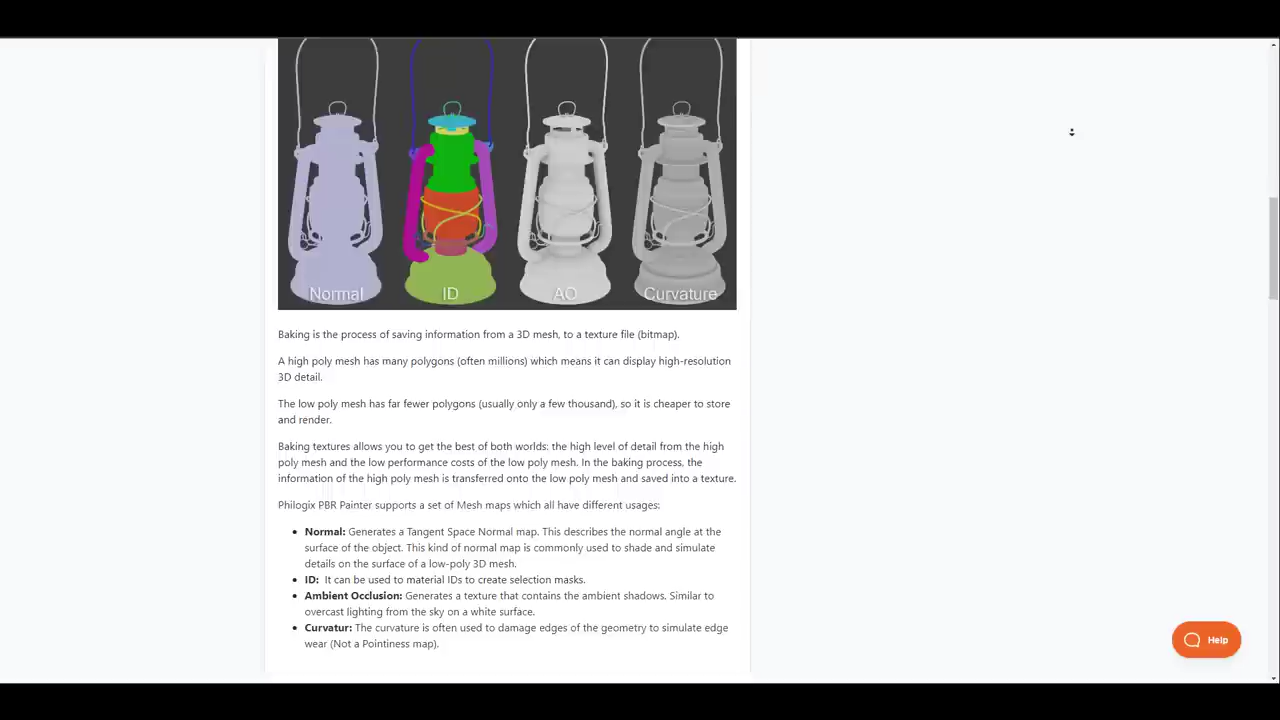 Normal ID AO Curvature
Baking is the process of saving information from a 3D mesh, to a texture file (bitmap).
A high poly mesh has many polygons (often millions) which means it can display high-resolution
3D detail.
The low poly mesh has far fewer polygons (usually only a few thousand), so it is cheaper to store
and render.
Baking textures allows you to get the best of both worlds: the high level of detail from the high
poly mesh and the low performance costs of the low poly mesh. In the baking process, the
information of the high poly mesh is transferred onto the low poly mesh and saved into a texture.
Philogix PBR Painter supports a set of Mesh maps which all have different usages:
• Normal: Generates a Tangent Space Normal map. This describes the normal angle at the
surface of the object. This kind of normal map is commonly used to shade and simulate
details on the surface of a low-poly 3D mesh.
• ID: It can be used to material IDs to create selection masks.
• Ambient Occlusion: Generates a texture that contains the ambient shadows. Similar to
overcast lighting from the sky on a white surface.
• Curvatur: The curvature is often used to damage edges of the geometry to simulate edge
wear (Not a Pointiness map).
Help